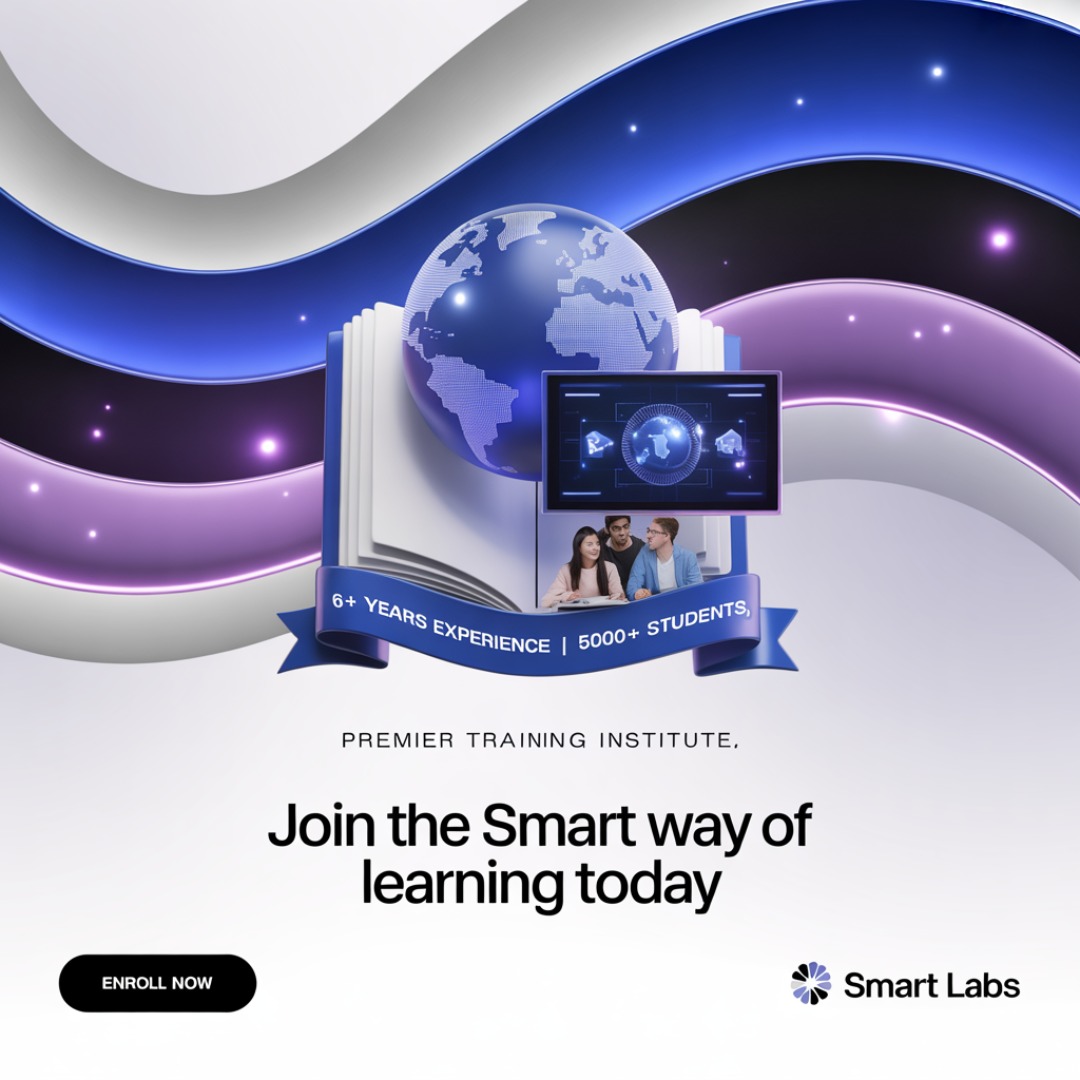 6+ YEARS EXPERIENCE | 5000+ STUDENTS,
PREMIER TRAINING INSTITUTE,
Join the Smart way of
learning today
ENROLL NOW
Smart Labs